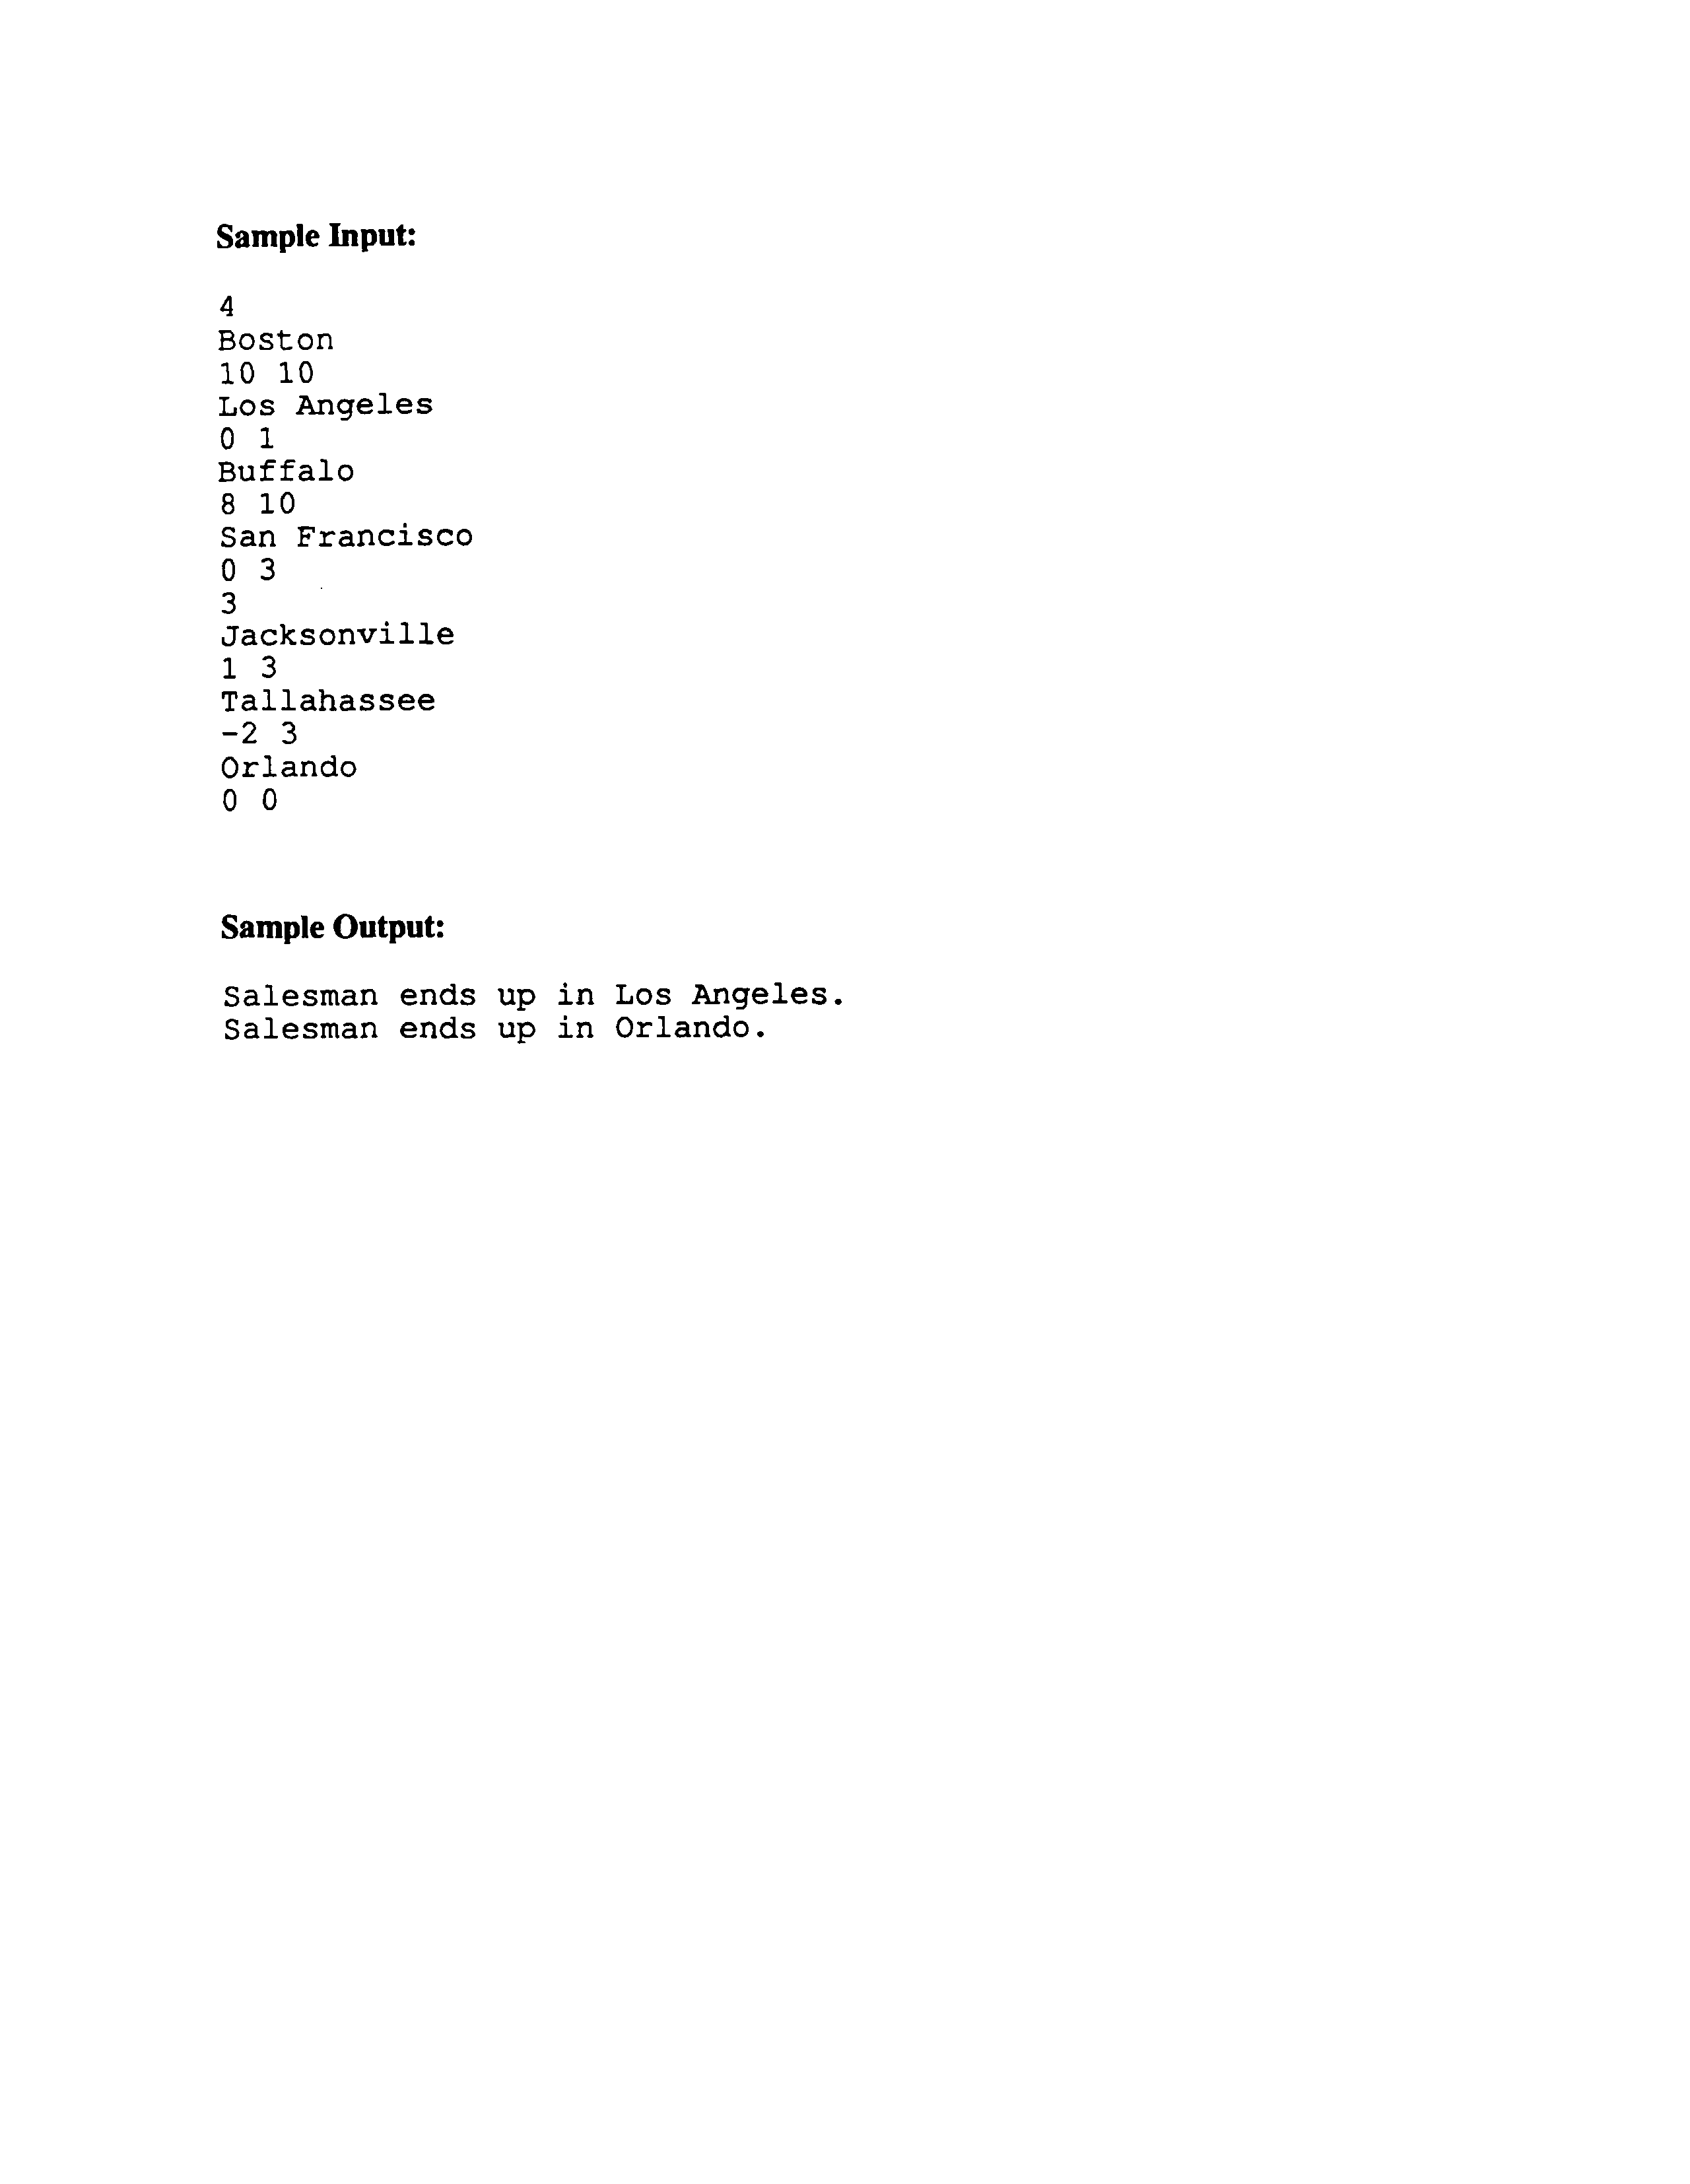 Sample Input:
4
Boston
10 10
Los Angeles
0 1
Buffalo
8 10
San Francisco
0 3
3
Jacksonville
1 3
Tallahassee
-2 3
Orlando
0 0
Sample Output:
Salesman ends up in Los Angeles.
Salesman ends up in Orlando.